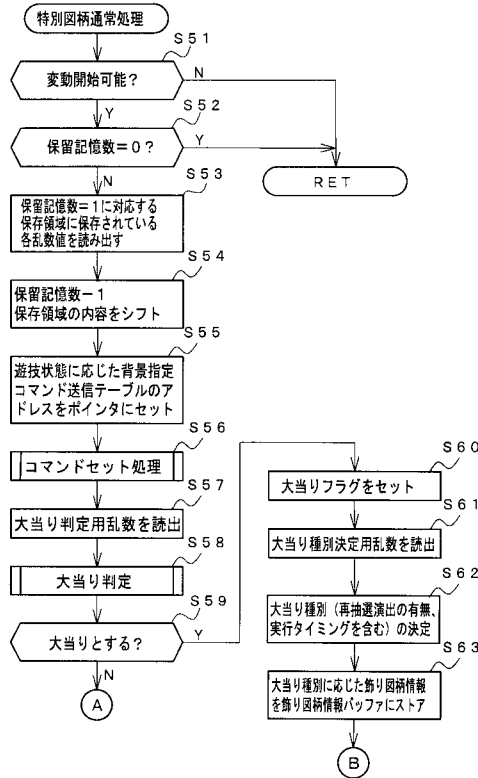 特別図柄通常処理
S51
変動開始可能?
N
Y
S52
保留記憶数=0?
Y
N
RET
S53
保留記憶数=1に対応する
保存領域に保存されている
各乱数値を読み出す
S54
保留記憶数-1
保存領域の内容をシフト
S55
遊技状態に応じた背景指定
コマンド送信テーブルのア
ドレスをポインタにセット
S56
コマンドセット処理
S57
大当り判定用乱数を読出
S58
大当り判定
S59
大当りとする?
Y
N
A
S60
大当りフラグをセット
S61
大当り種別決定用乱数を読出
S62
大当り種別(再抽選演出の有無、
実行タイミングを含む)の決定
S63
大当り種別に応じた飾り図柄情報
を飾り図柄情報バッファにストア
B